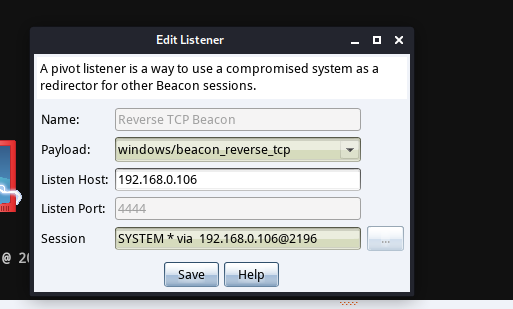 Edit Listener
A pivot listener is a way to use a compromised system as a
redirector for other Beacon sessions.
Name: Reverse TCP Beacon
Payload: windows/beacon_reverse_tcp
Listen Host: 192.168.0.106
Listen Port: 4444
Session SYSTEM * via 192.168.0.106@2196 ...
@ 20
Save Help